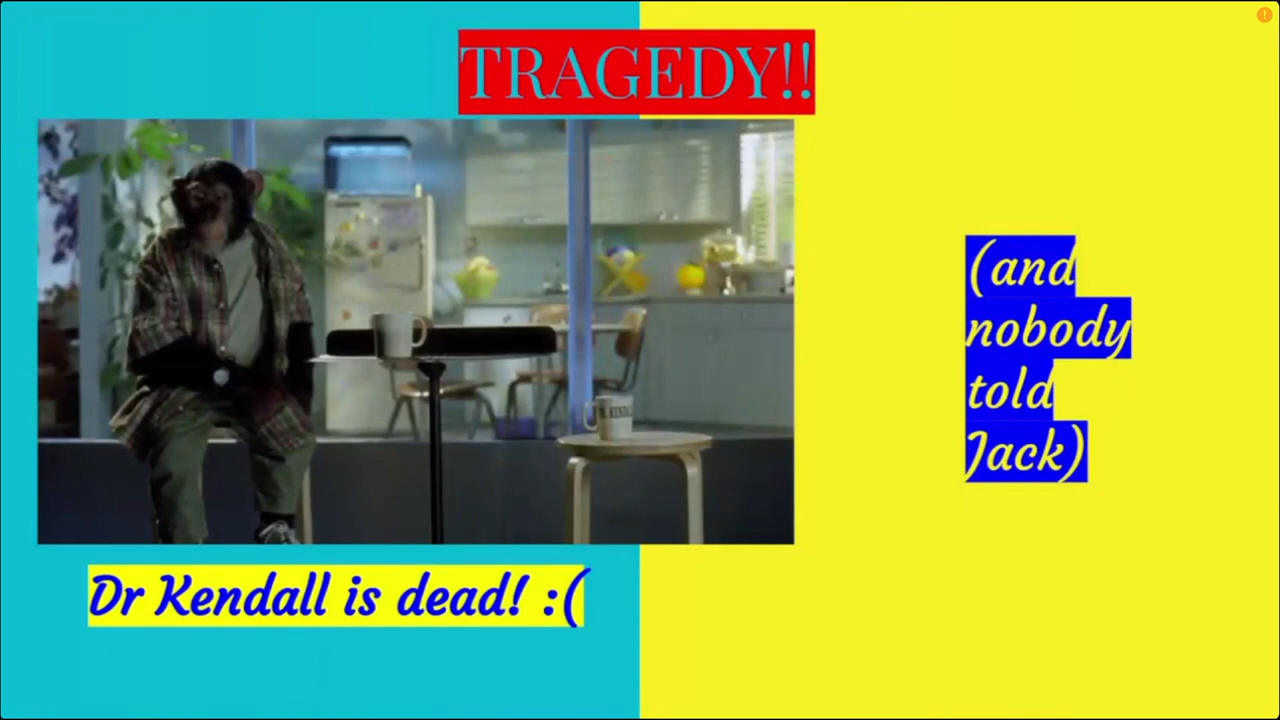 TRAGEDY!!
(and
nobody
told
Jack)
Dr Kendall is dead! :(